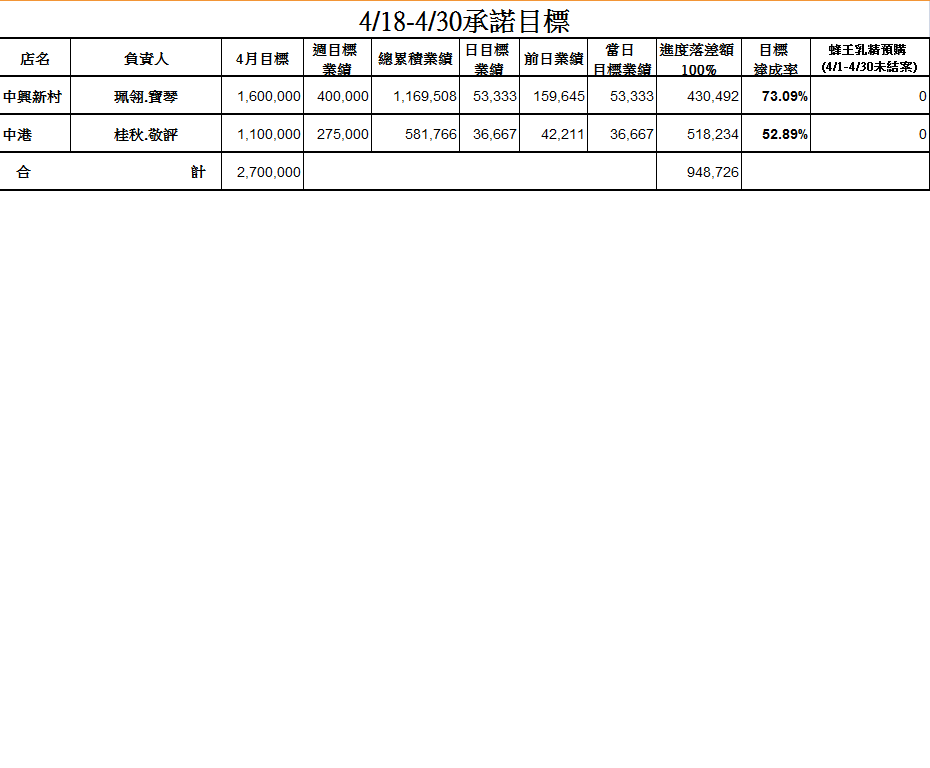 4/18-4/30承諾目標
店名 負責人 4月目標 週目標業績 總累積業績 日目標業績 前日業績 當日目標業績 進度落差額100% 目標達成率 蜂王乳精預購(4/1-4/30未結案)
中興新村 珮翎.寶琴 1,600,000 400,000 1,169,508 53,333 159,645 53,333 430,492 73.09% 0
中港 桂秋.敬評 1,100,000 275,000 581,766 36,667 42,211 36,667 518,234 52.89% 0
合 計 2,700,000 948,726